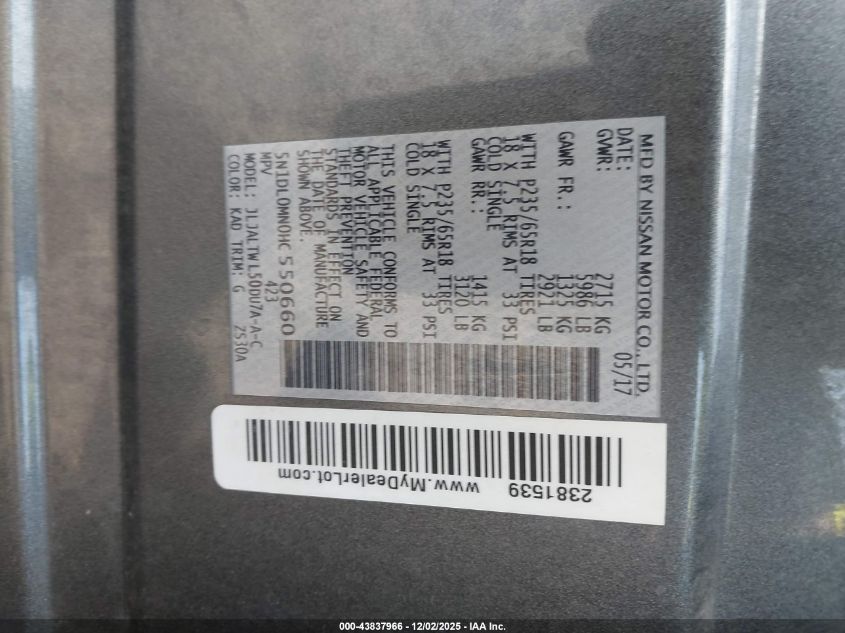 MFD BY NISSAN MOTOR CO., LTD.
DATE: 05/17
GVWR: 2715 KG
5986 LB
GAWR FR.: 1325 KG
2921 LB
WITH P235/65R18 TIRES
18 X 7.5 RIMS AT 33 PSI
COLD SINGLE
GAWR RR.: 1415 KG
3120 LB
WITH P235/65R18 TIRES
18 X 7.5 RIMS AT 33 PSI
COLD SINGLE
THIS VEHICLE CONFORMS TO
ALL APPLICABLE FEDERAL
MOTOR VEHICLE SAFETY AND
THEFT PREVENTION
STANDARDS IN EFFECT ON
THE DATE OF MANUFACTURE
SHOWN ABOVE.
5N1DL0MN0HC550660
MPV 423
MODEL: JLJALTWL50DU7A-A-C
COLOR: KAD TRIM: G 2S30A
www.MyDealerLot.com
2381539
000-43837966 - 12/02/2025 - IAA Inc.